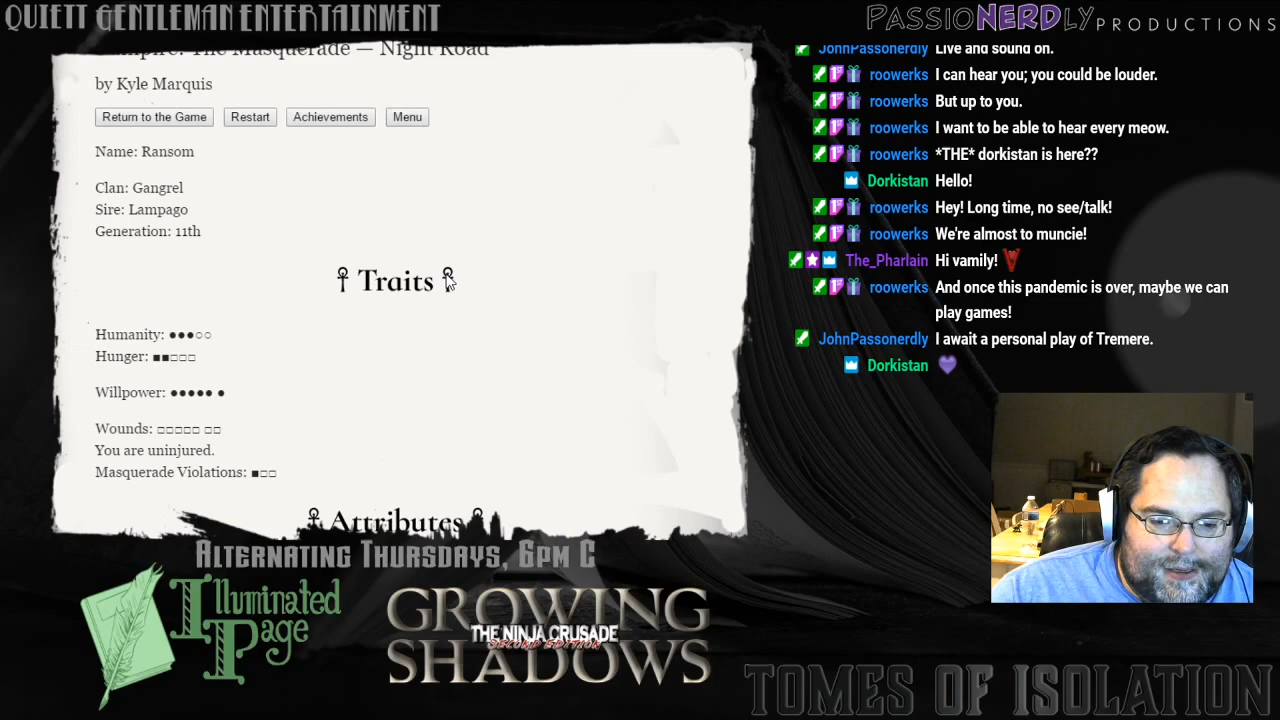 QUIETT GENTLEMAN ENTERTAINMENT
PASSIONERDLY PRODUCTIONS
Vampire: The Masquerade — Night Road
by Kyle Marquis
Return to the Game Restart Achievements Menu
Name: Ransom
Clan: Gangrel
Sire: Lampago
Generation: 11th
☥ Traits ☥
Humanity: ●●●○○
Hunger: ■■□□□
Willpower: ●●●●● ●
Wounds: □□□□□ □□
You are uninjured.
Masquerade Violations: ■□□
☥ Attributes ☥
JohnPassonerdly Live and sound on.
roowerks I can hear you; you could be louder.
roowerks But up to you.
roowerks I want to be able to hear every meow.
roowerks *THE* dorkistan is here??
Dorkistan Hello!
roowerks Hey! Long time, no see/talk!
roowerks We're almost to muncie!
The_Pharlain Hi vamily!
roowerks And once this pandemic is over, maybe we can
play games!
JohnPassonerdly I await a personal play of Tremere.
Dorkistan 💜
ALTERNATING THURSDAYS, 6PM C
Illuminated
Page
GROWING
THE NINJA CRUSADE
SECOND EDITION
SHADOWS
TOMES OF ISOLATION